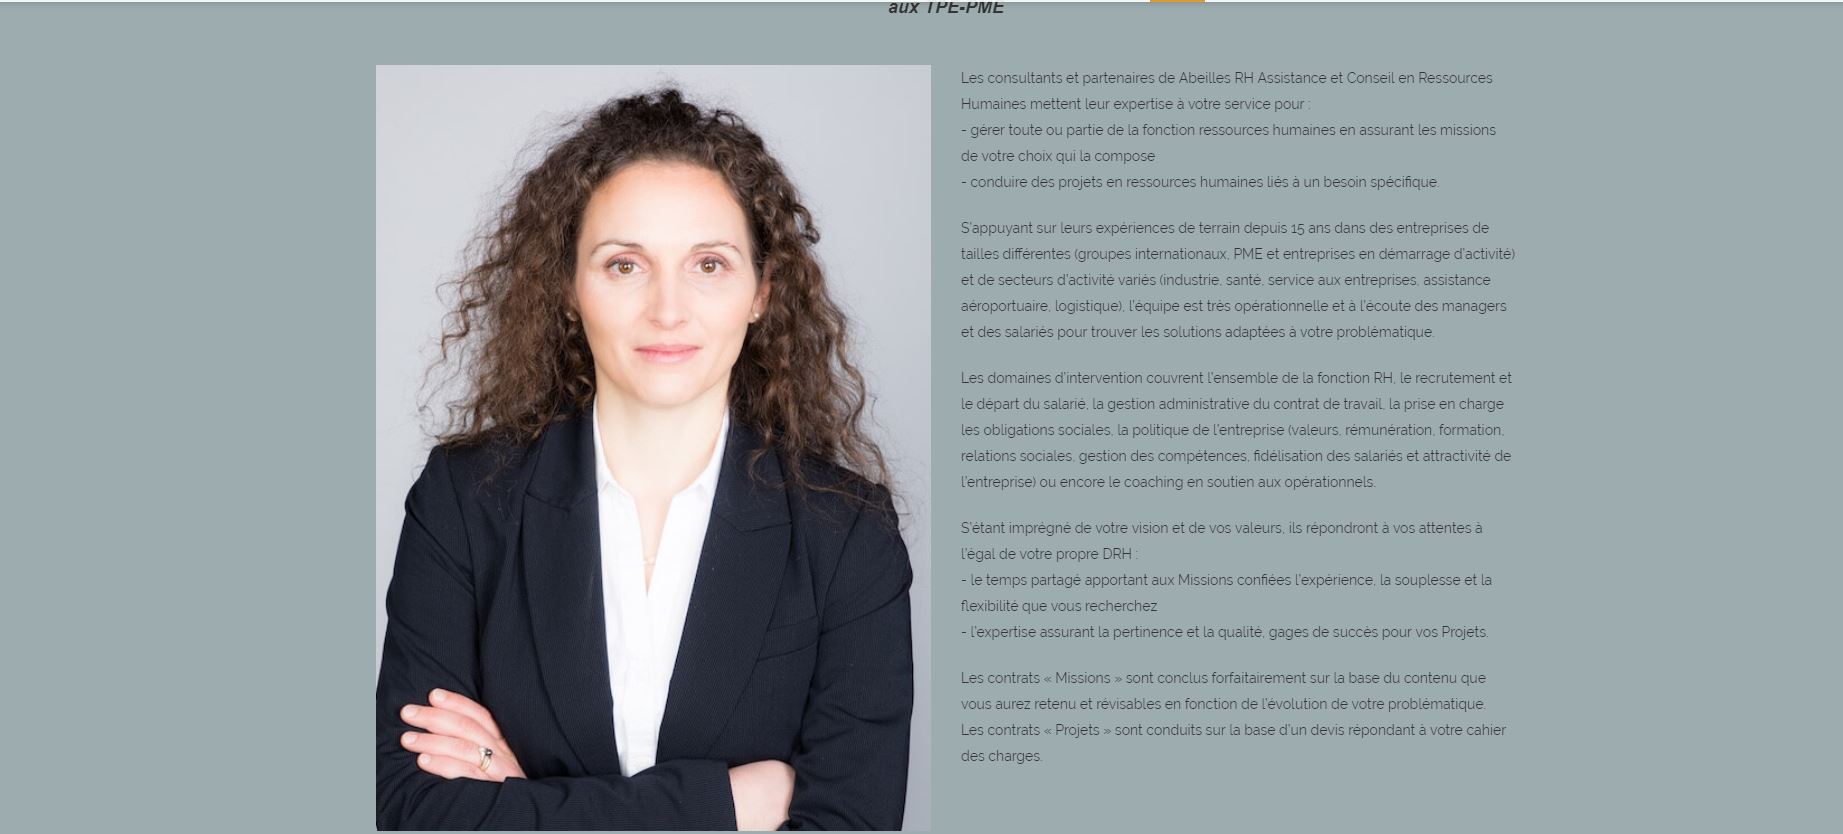 aux TPE-PME
Les consultants et partenaires de Abeilles RH Assistance et Conseil en Ressources
Humaines mettent leur expertise à votre service pour :
- gérer toute ou partie de la fonction ressources humaines en assurant les missions
de votre choix qui la compose
- conduire des projets en ressources humaines liés à un besoin spécifique.
S'appuyant sur leurs expériences de terrain depuis 15 ans dans des entreprises de
tailles différentes (groupes internationaux, PME et entreprises en démarrage d'activité)
et de secteurs d'activité variés (industrie, santé, service aux entreprises, assistance
aéroportuaire, logistique), l'équipe est très opérationnelle et à l'écoute des managers
et des salariés pour trouver les solutions adaptées à votre problématique.
Les domaines d'intervention couvrent l'ensemble de la fonction RH, le recrutement et
le départ du salarié, la gestion administrative du contrat de travail, la prise en charge
les obligations sociales, la politique de l'entreprise (valeurs, rémunération, formation,
relations sociales, gestion des compétences, fidélisation des salariés et attractivité de
l'entreprise) ou encore le coaching en soutien aux opérationnels.
S'étant imprégné de votre vision et de vos valeurs, ils répondront à vos attentes à
l'égal de votre propre DRH :
- le temps partagé apportant aux Missions confiées l'expérience, la souplesse et la
flexibilité que vous recherchez
- l'expertise assurant la pertinence et la qualité, gages de succès pour vos Projets.
Les contrats « Missions » sont conclus forfaitairement sur la base du contenu que
vous aurez retenu et révisables en fonction de l'évolution de votre problématique.
Les contrats « Projets » sont conduits sur la base d'un devis répondant à votre cahier
des charges.